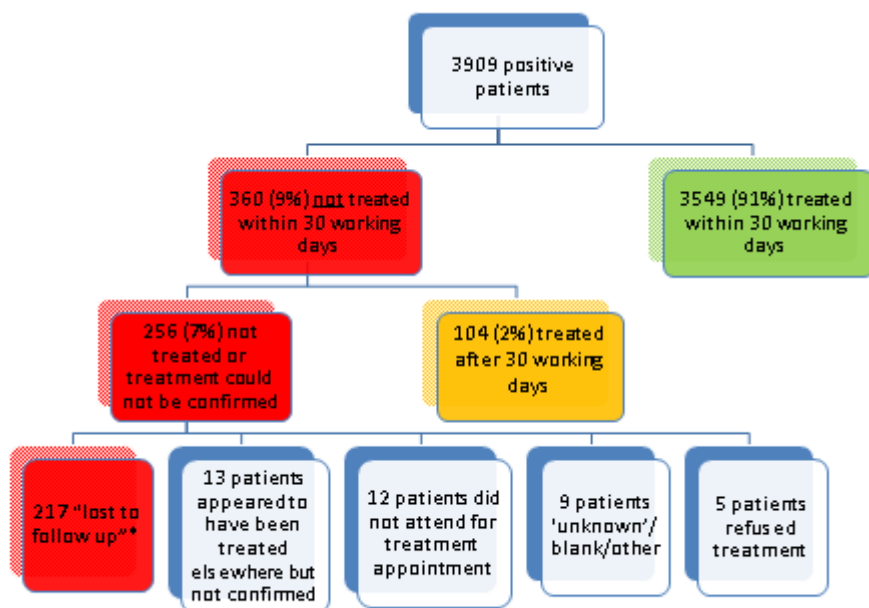 3909 positive
patients
360 (9%) not treated
within 30 working
days
3549 (91%) treated
within 30 working
days
256 (7%) not
treated or
treatment could
not be confirmed
104 (2%) treated
after 30 working
days
217 "lost to
follow up"*
13 patients
appeared to
have been
treated
elsewhere but
not confirmed
12 patients did
not attend for
treatment
appointment
9 patients
'unknown'/
blank/other
5 patients
refused
treatment